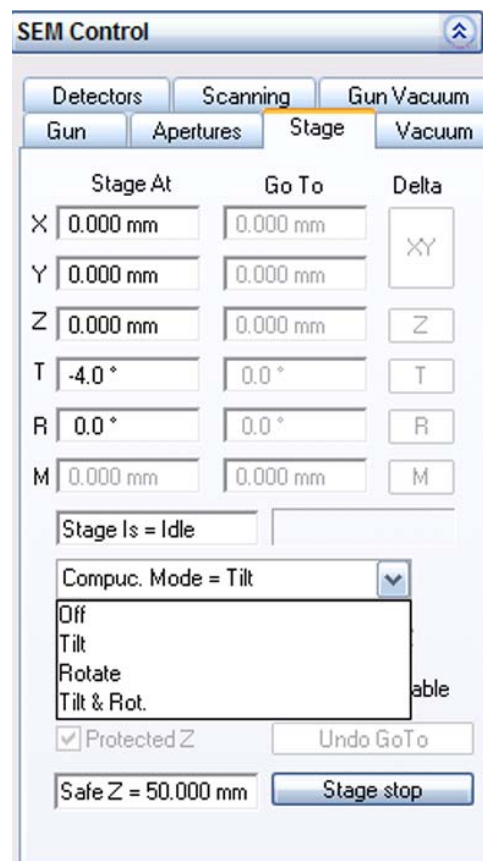 SEM Control
Detectors Scanning Gun Vacuum
Gun Apertures Stage Vacuum
Stage At Go To Delta
X 0.000 mm 0.000 mm XY
Y 0.000 mm 0.000 mm
Z 0.000 mm 0.000 mm Z
T -4.0 ° 0.0 ° T
R 0.0 ° 0.0 ° R
M 0.000 mm 0.000 mm M
Stage Is = Idle
Compuc. Mode = Tilt
Off
Tilt
Rotate
Tilt & Rot.
able
Protected Z Undo GoTo
Safe Z = 50.000 mm Stage stop